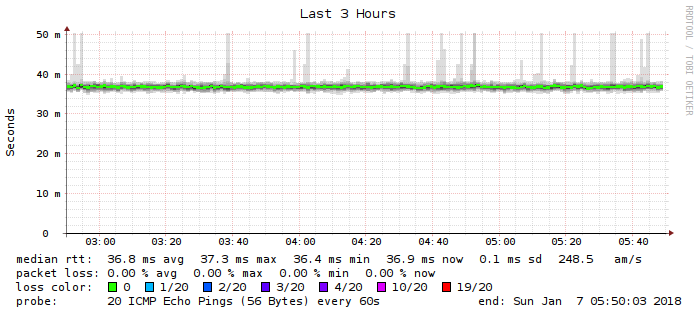 Last 3 Hours
RRDTOOL / TOBI OETIKER
Seconds
50 m
40 m
30 m
20 m
10 m
0
03:00 03:20 03:40 04:00 04:20 04:40 05:00 05:20 05:40
median rtt: 36.8 ms avg 37.3 ms max 36.4 ms min 36.9 ms now 0.1 ms sd 248.5 am/s
packet loss: 0.00 % avg 0.00 % max 0.00 % min 0.00 % now
loss color: 0 1/20 2/20 3/20 4/20 10/20 19/20
probe: 20 ICMP Echo Pings (56 Bytes) every 60s end: Sun Jan 7 05:50:03 2018